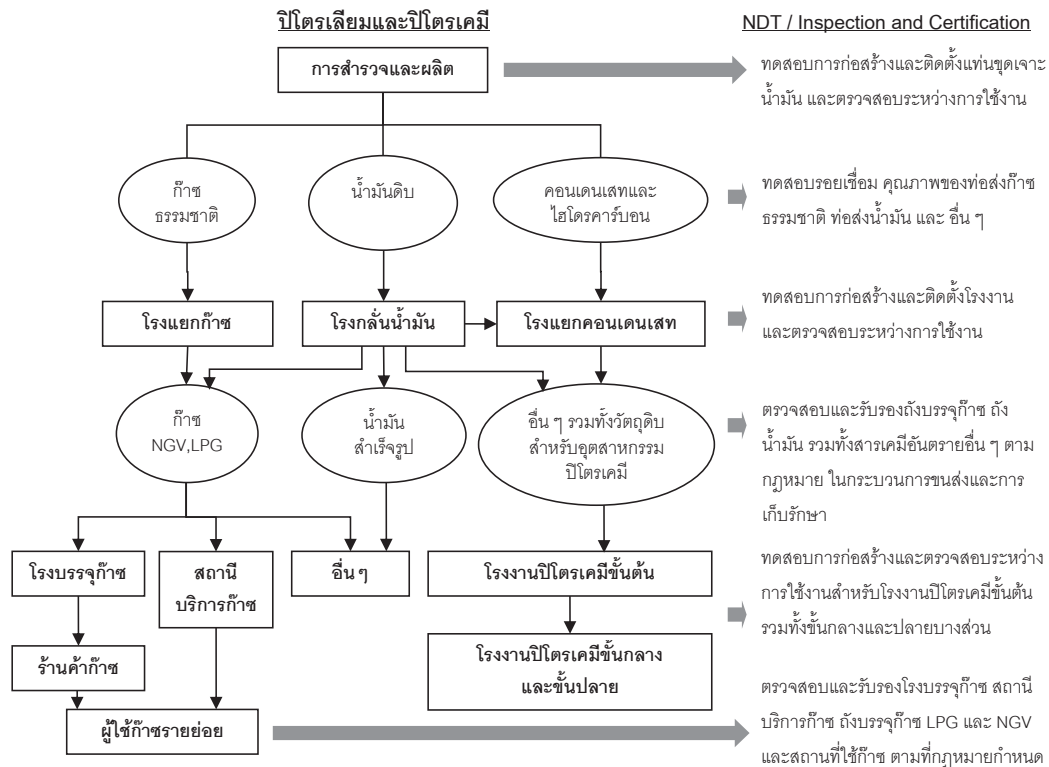 ปิโตรเลียมและปิโตรเคมี
NDT / Inspection and Certification
การสำรวจและผลิต
ทดสอบการก่อสร้างและติดตั้งแท่นขุดเจาะ
น้ำมัน และตรวจสอบระหว่างการใช้งาน
ก๊าซ
ธรรมชาติ
น้ำมันดิบ
คอนเดนเสทและ
ไฮโดรคาร์บอน
ทดสอบรอยเชื่อม คุณภาพของท่อส่งก๊าซ
ธรรมชาติ ท่อส่งน้ำมัน และ อื่น ๆ
โรงแยกก๊าซ
โรงกลั่นน้ำมัน
โรงแยกคอนเดนเสท
ทดสอบการก่อสร้างและติดตั้งโรงงาน
และตรวจสอบระหว่างการใช้งาน
ก๊าซ
NGV,LPG
น้ำมัน
สำเร็จรูป
อื่น ๆ รวมทั้งวัตถุดิบ
สำหรับอุตสาหกรรม
ปิโตรเคมี
ตรวจสอบและรับรองถังบรรจุก๊าซ ถัง
น้ำมัน รวมทั้งสารเคมีอันตรายอื่น ๆ ตาม
กฎหมาย ในกระบวนการขนส่งและการ
เก็บรักษา
โรงบรรจุก๊าซ
สถานี
บริการก๊าซ
อื่น ๆ
โรงงานปิโตรเคมีขั้นต้น
ทดสอบการก่อสร้างและตรวจสอบระหว่าง
การใช้งานสำหรับโรงงานปิโตรเคมีขั้นต้น
รวมทั้งขั้นกลางและปลายบางส่วน
ร้านค้าก๊าซ
โรงงานปิโตรเคมีขั้นกลาง
และขั้นปลาย
ผู้ใช้ก๊าซรายย่อย
ตรวจสอบและรับรองโรงบรรจุก๊าซ สถานี
บริการก๊าซ ถังบรรจุก๊าซ LPG และ NGV
และสถานที่ใช้ก๊าซ ตามที่กฎหมายกำหนด